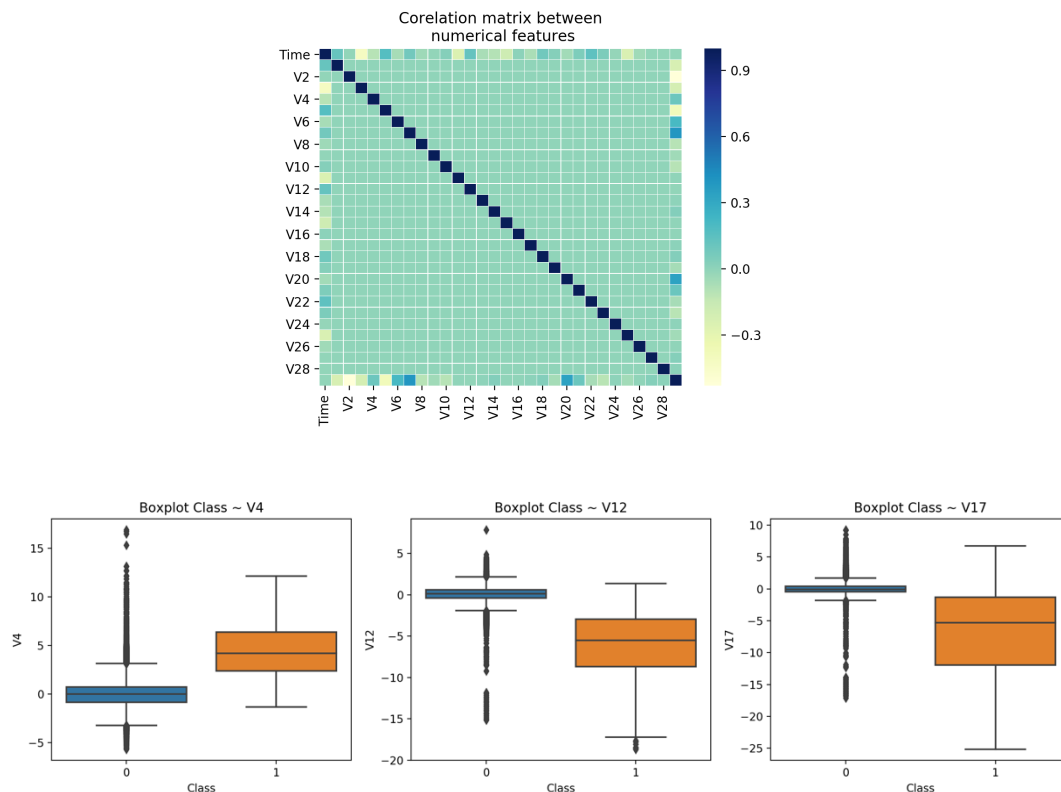 Corelation matrix between
numerical features
Time
V2
V4
V6
V8
V10
V12
V14
V16
V18
V20
V22
V24
V26
V28
0.9
0.6
0.3
0.0
−0.3
Time
V2
V4
V6
V8
V10
V12
V14
V16
V18
V20
V22
V24
V26
V28
Boxplot Class ~ V4
V4
15
10
5
0
−5
0 1
Class
Boxplot Class ~ V12
V12
5
0
−5
−10
−15
−20
0 1
Class
Boxplot Class ~ V17
V17
10
5
0
−5
−10
−15
−20
−25
0 1
Class